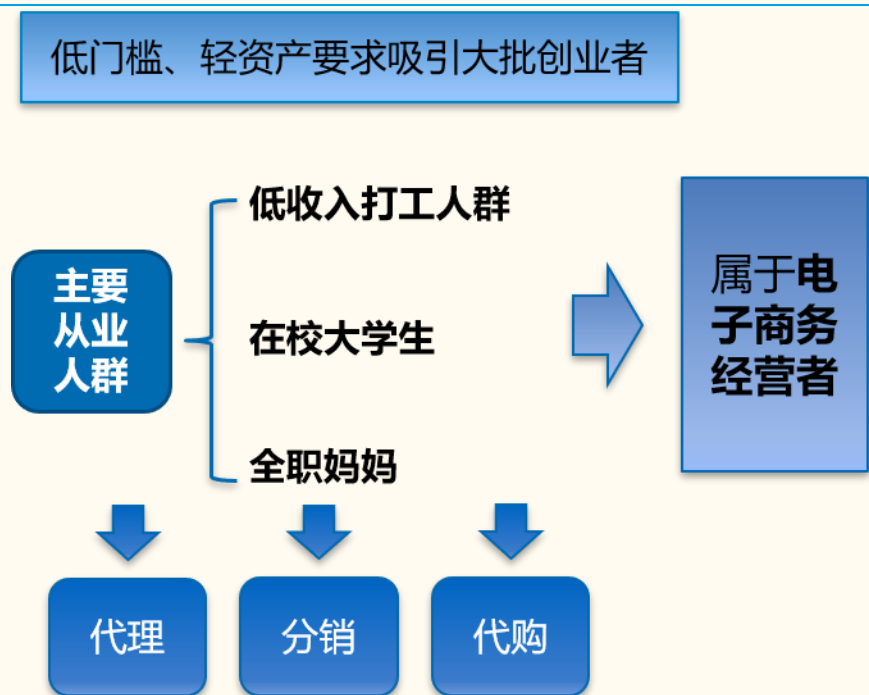 低门槛、轻资产要求吸引大批创业者
主要
从业
人群
低收入打工人群
在校大学生
全职妈妈
属于电
子商务
经营者
代理
分销
代购